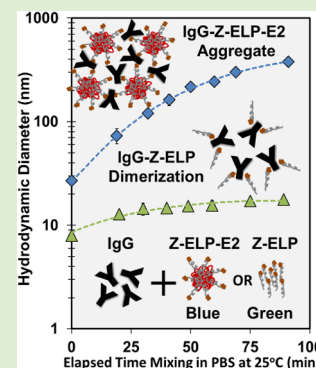 1000
100
10
1
Hydrodynamic Diameter (nm)
IgG-Z-ELP-E2
Aggregate
IgG-Z-ELP
Dimerization
IgG
Z-ELP-E2
Z-ELP
+
OR
Blue
Green
0
25
50
75
100
Elapsed Time Mixing in PBS at 25°C (min)